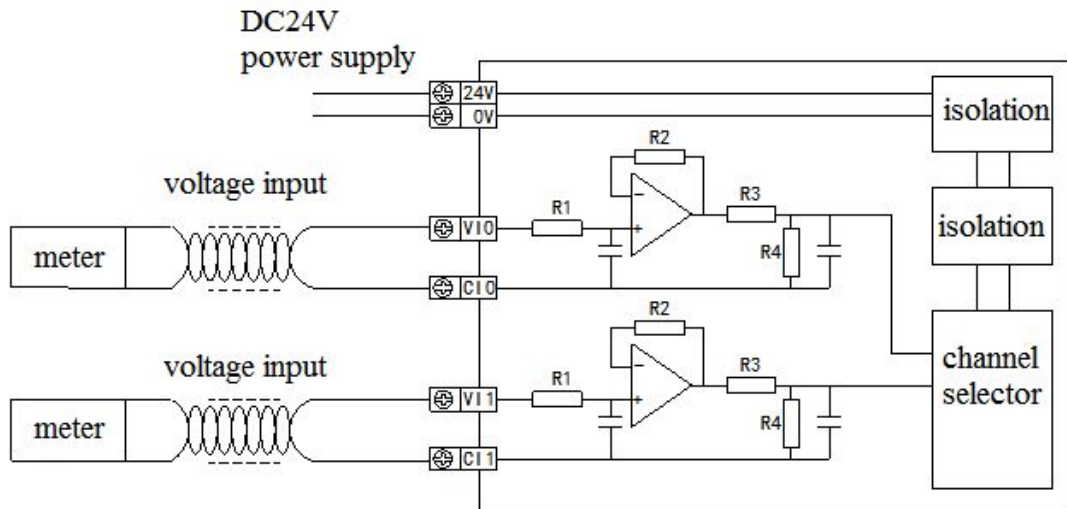 DC24V
power supply
24V
0V
isolation
voltage input
R2
R1
R3
−
+
R4
VI0
CI0
meter
isolation
voltage input
R2
R1
R3
−
+
R4
VI1
CI1
meter
channel
selector